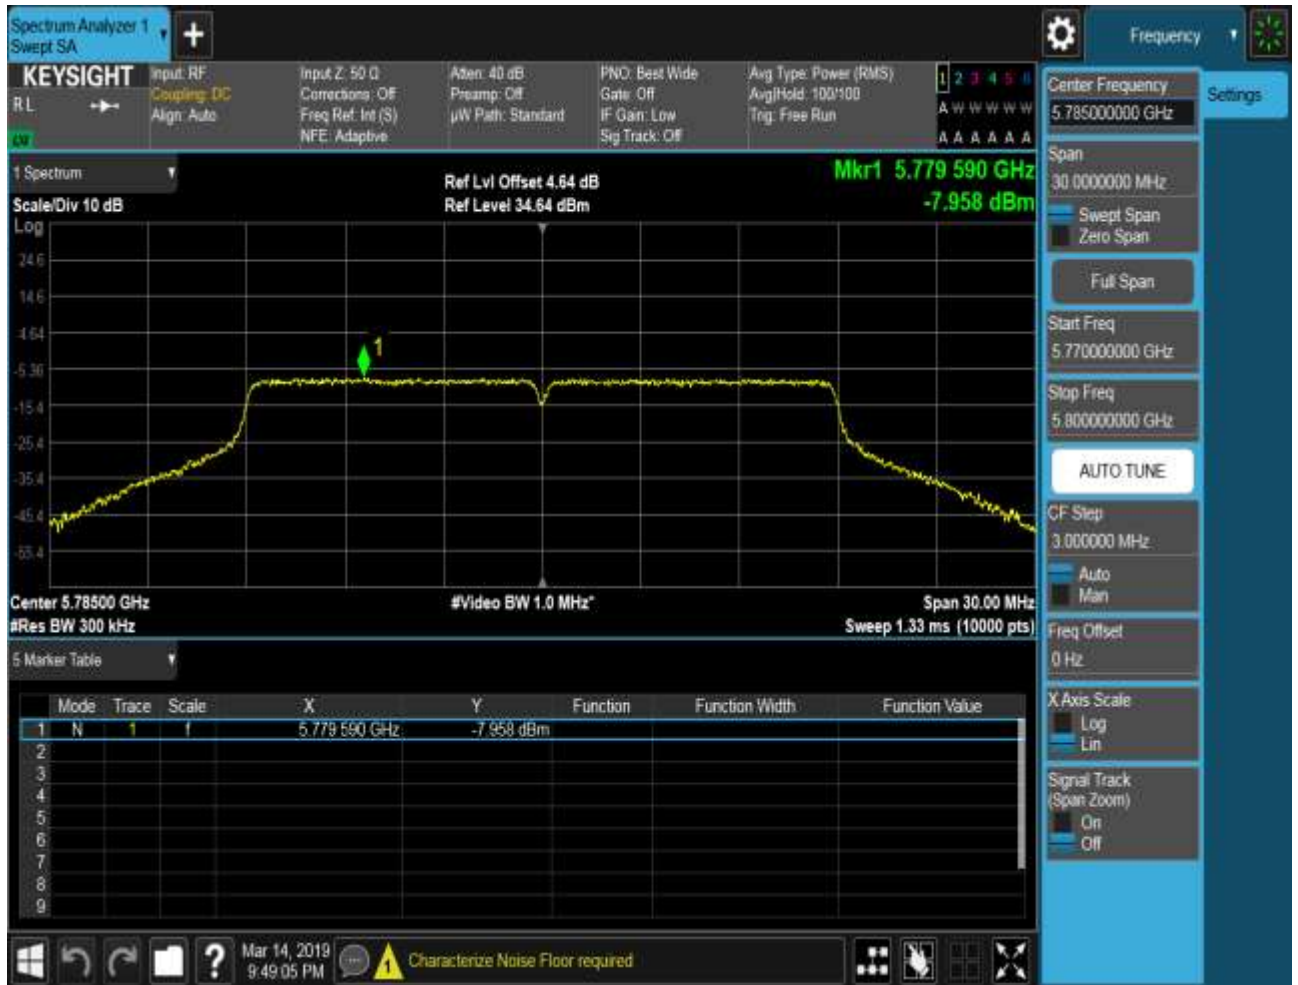 Spectrum Analyzer 1
Swept SA
Frequency
KEYSIGHT
RL
Input: RF
Coupling: DC
Align: Auto
Input Z: 50 Ω
Corrections: Off
Freq Ref: Int (S)
NFE: Adaptive
Atten: 40 dB
Preamp: Off
µW Path: Standard
PNO: Best Wide
Gate: Off
IF Gain: Low
Sig Track: Off
Avg Type: Power (RMS)
Avg|Hold: 100/100
Trig: Free Run
1 2 3 4 5 6
A W W W W W
A A A A A A
1 Spectrum
Scale/Div 10 dB
Ref Lvl Offset 4.64 dB
Ref Level 34.64 dBm
Mkr1 5.779 590 GHz
-7.958 dBm
Log
24.6
14.6
4.64
-5.36
-15.4
-25.4
-35.4
-45.4
-55.4
1
Center 5.78500 GHz
#Res BW 300 kHz
#Video BW 1.0 MHz*
Span 30.00 MHz
Sweep 1.33 ms (10000 pts)
5 Marker Table
Mode Trace Scale X Y Function Function Width Function Value
1 N 1 f 5.779 590 GHz -7.958 dBm
2
3
4
5
6
7
8
9
Mar 14, 2019
9:49:05 PM
1
Characterize Noise Floor required
Center Frequency
5.785000000 GHz
Settings
Span
30.0000000 MHz
Swept Span
Zero Span
Full Span
Start Freq
5.770000000 GHz
Stop Freq
5.800000000 GHz
AUTO TUNE
CF Step
3.000000 MHz
Auto
Man
Freq Offset
0 Hz
X Axis Scale
Log
Lin
Signal Track
(Span Zoom)
On
Off